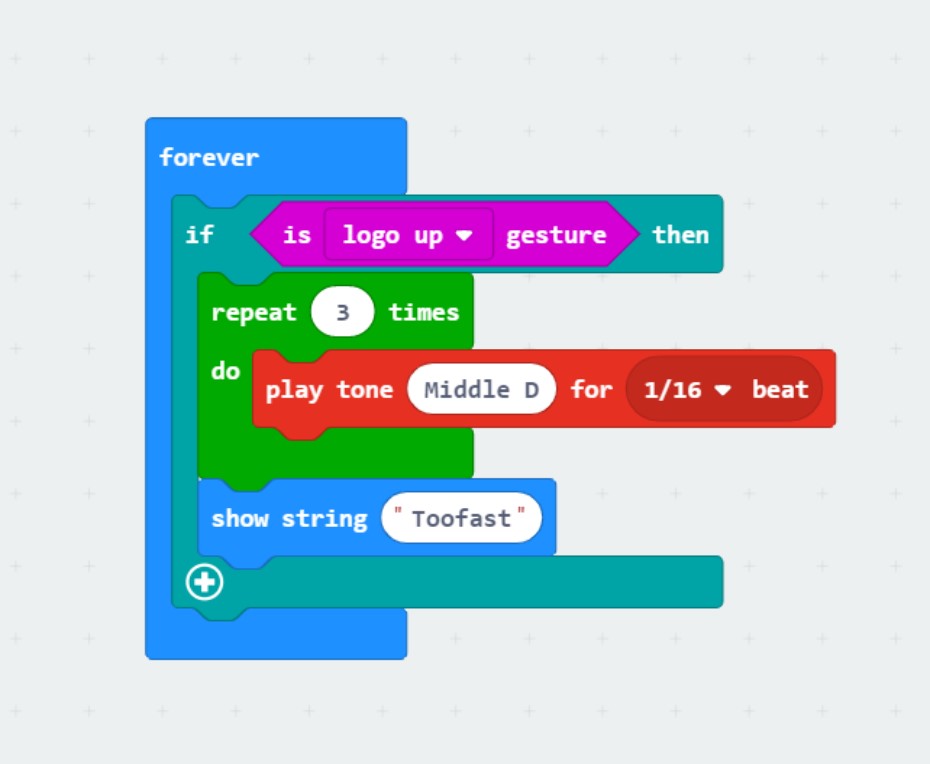 forever
if is logo up gesture then
repeat 3 times
do
play tone Middle D for 1/16 beat
show string "Toofast"